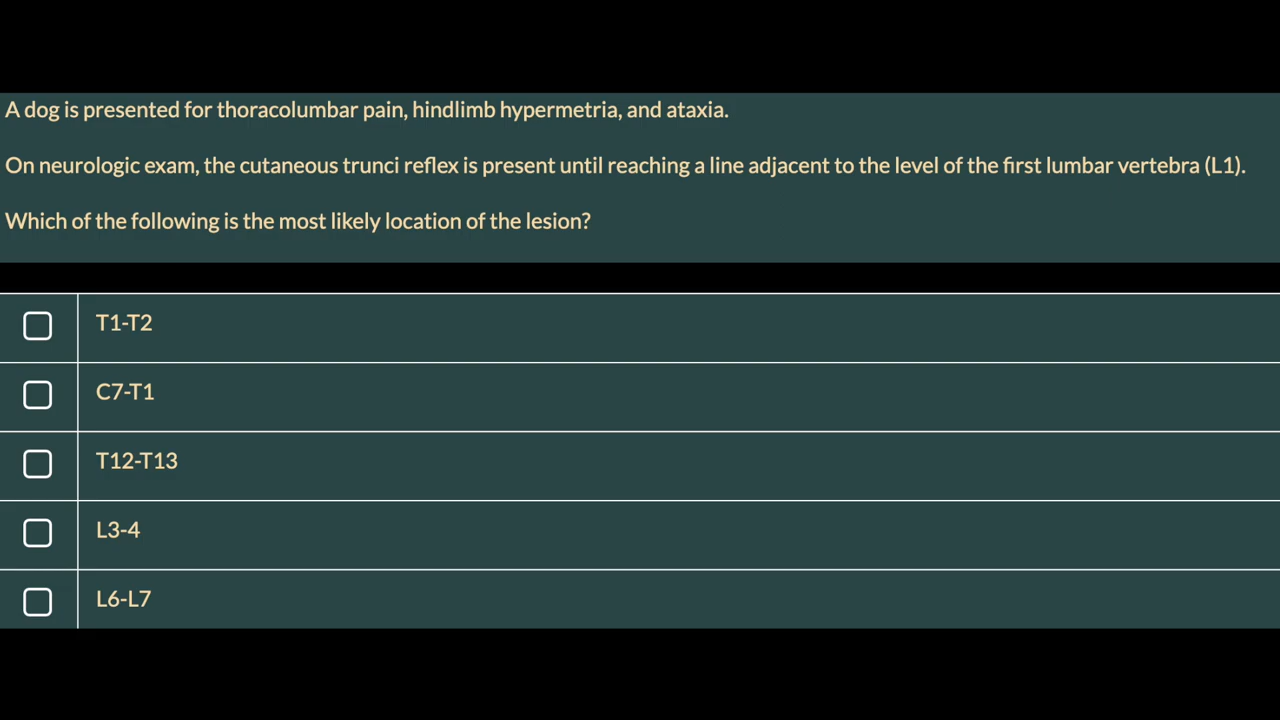 A dog is presented for thoracolumbar pain, hindlimb hypermetria, and ataxia.
On neurologic exam, the cutaneous trunci reflex is present until reaching a line adjacent to the level of the first lumbar vertebra (L1).
Which of the following is the most likely location of the lesion?
T1-T2
C7-T1
T12-T13
L3-4
L6-L7